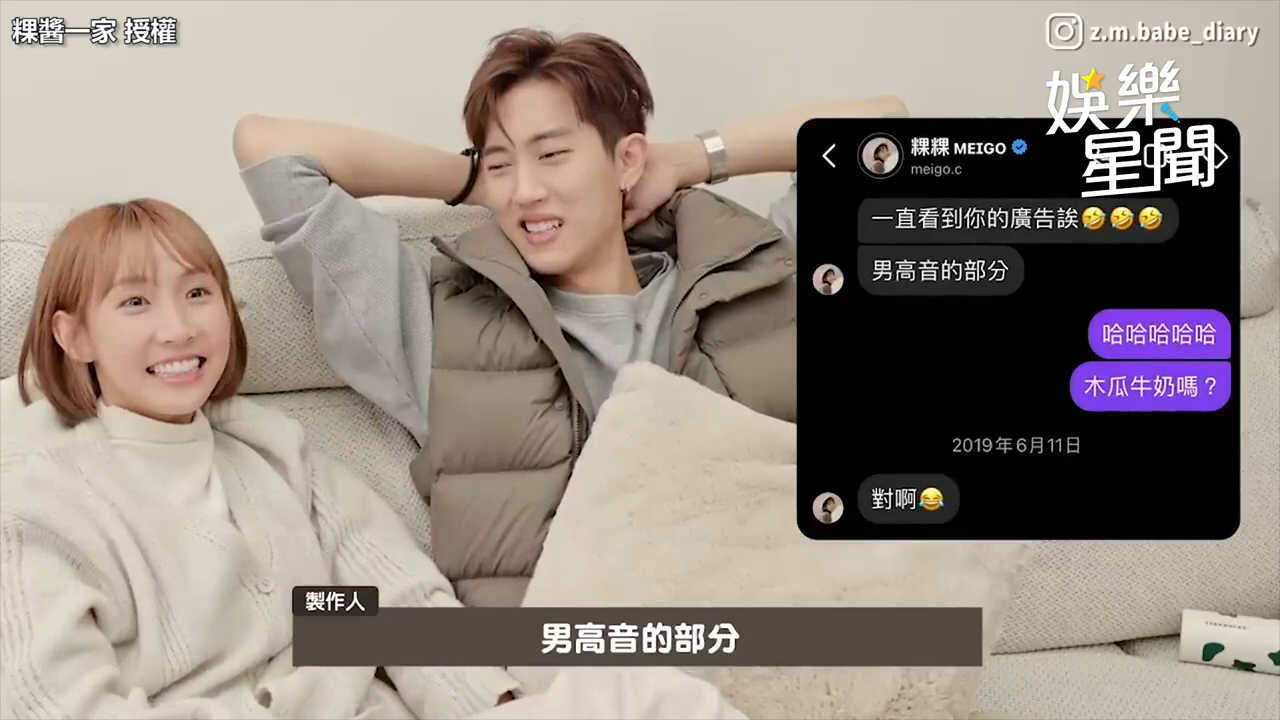 粿醬一家 授權
z.m.babe_diary
娛樂
星聞
粿粿 MEIGO
meigo.c
一直看到你的廣告誒🤣🤣🤣
男高音的部分
哈哈哈哈哈
木瓜牛奶嗎？
2019年6月11日
對啊😂
製作人
男高音的部分
STARBUCKS